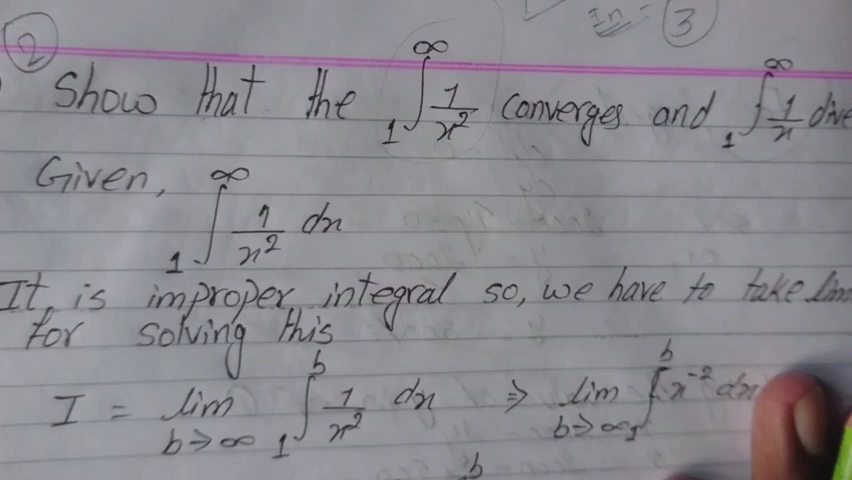 3
2
Show that the ∞∫1 1/x² converges and ∞∫1 1/x dive
Given,
∞∫1 1/x² dx
It is improper integral so, we have to take lim
for solving this
I = lim b→∞ b∫1 1/x² dx ⇒ lim b→∞ b∫1 x⁻² dx
b